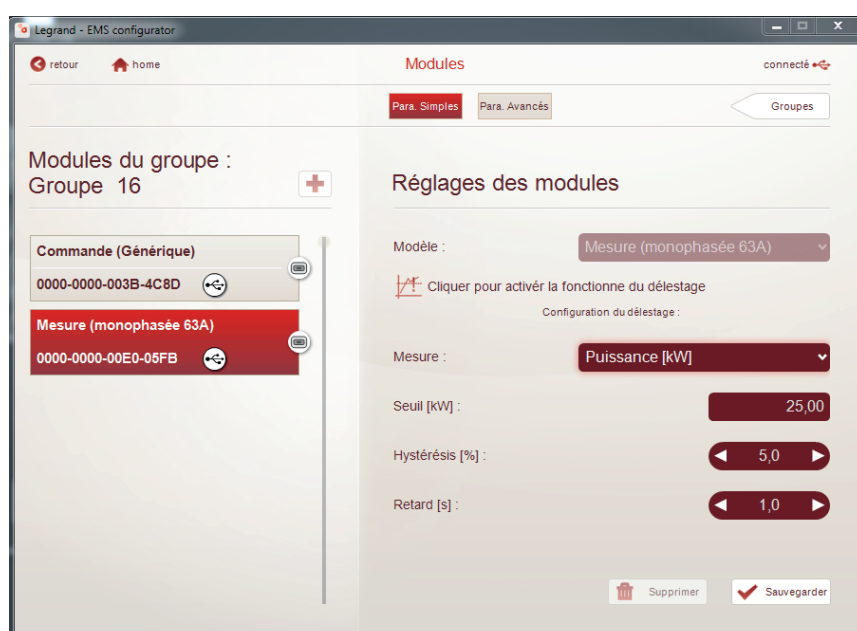 Legrand - EMS configurator
retour
home
Modules
connecté
Para. Simples
Para. Avancés
Groupes
Modules du groupe :
Groupe 16
Réglages des modules
Commande (Générique)
0000-0000-003B-4C8D
Mesure (monophasée 63A)
0000-0000-00E0-05FB
Modèle :
Mesure (monophasée 63A)
Cliquer pour activér la fonctionne du délestage
Configuration du délestage :
Mesure :
Puissance [kW]
Seuil [kW] :
25,00
Hystérésis [%] :
5,0
Retard [s] :
1,0
Supprimer
Sauvegarder